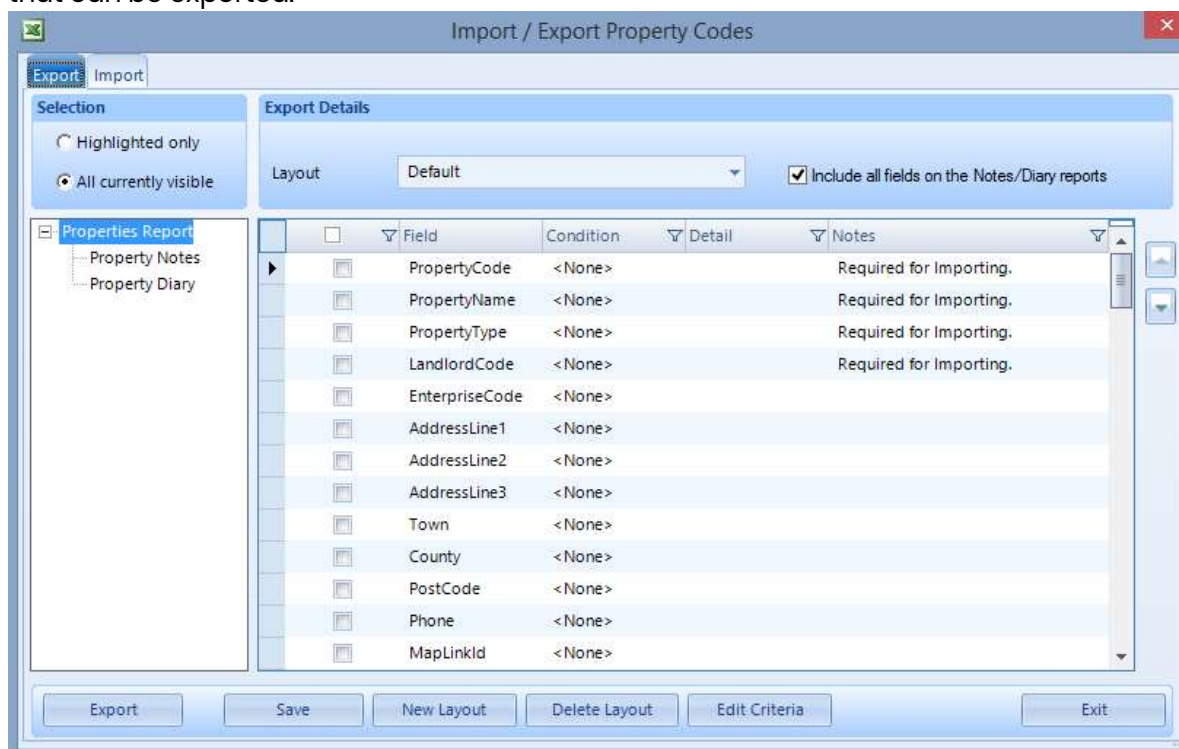 that can be exported.
Import / Export Property Codes
Export Import
Selection
Highlighted only
All currently visible
Export Details
Layout Default Include all fields on the Notes/Diary reports
Properties Report
Property Notes
Property Diary
Field Condition Detail Notes
PropertyCode <None> Required for Importing.
PropertyName <None> Required for Importing.
PropertyType <None> Required for Importing.
LandlordCode <None> Required for Importing.
EnterpriseCode <None>
AddressLine1 <None>
AddressLine2 <None>
AddressLine3 <None>
Town <None>
County <None>
PostCode <None>
Phone <None>
MapLinkId <None>
Export Save New Layout Delete Layout Edit Criteria Exit